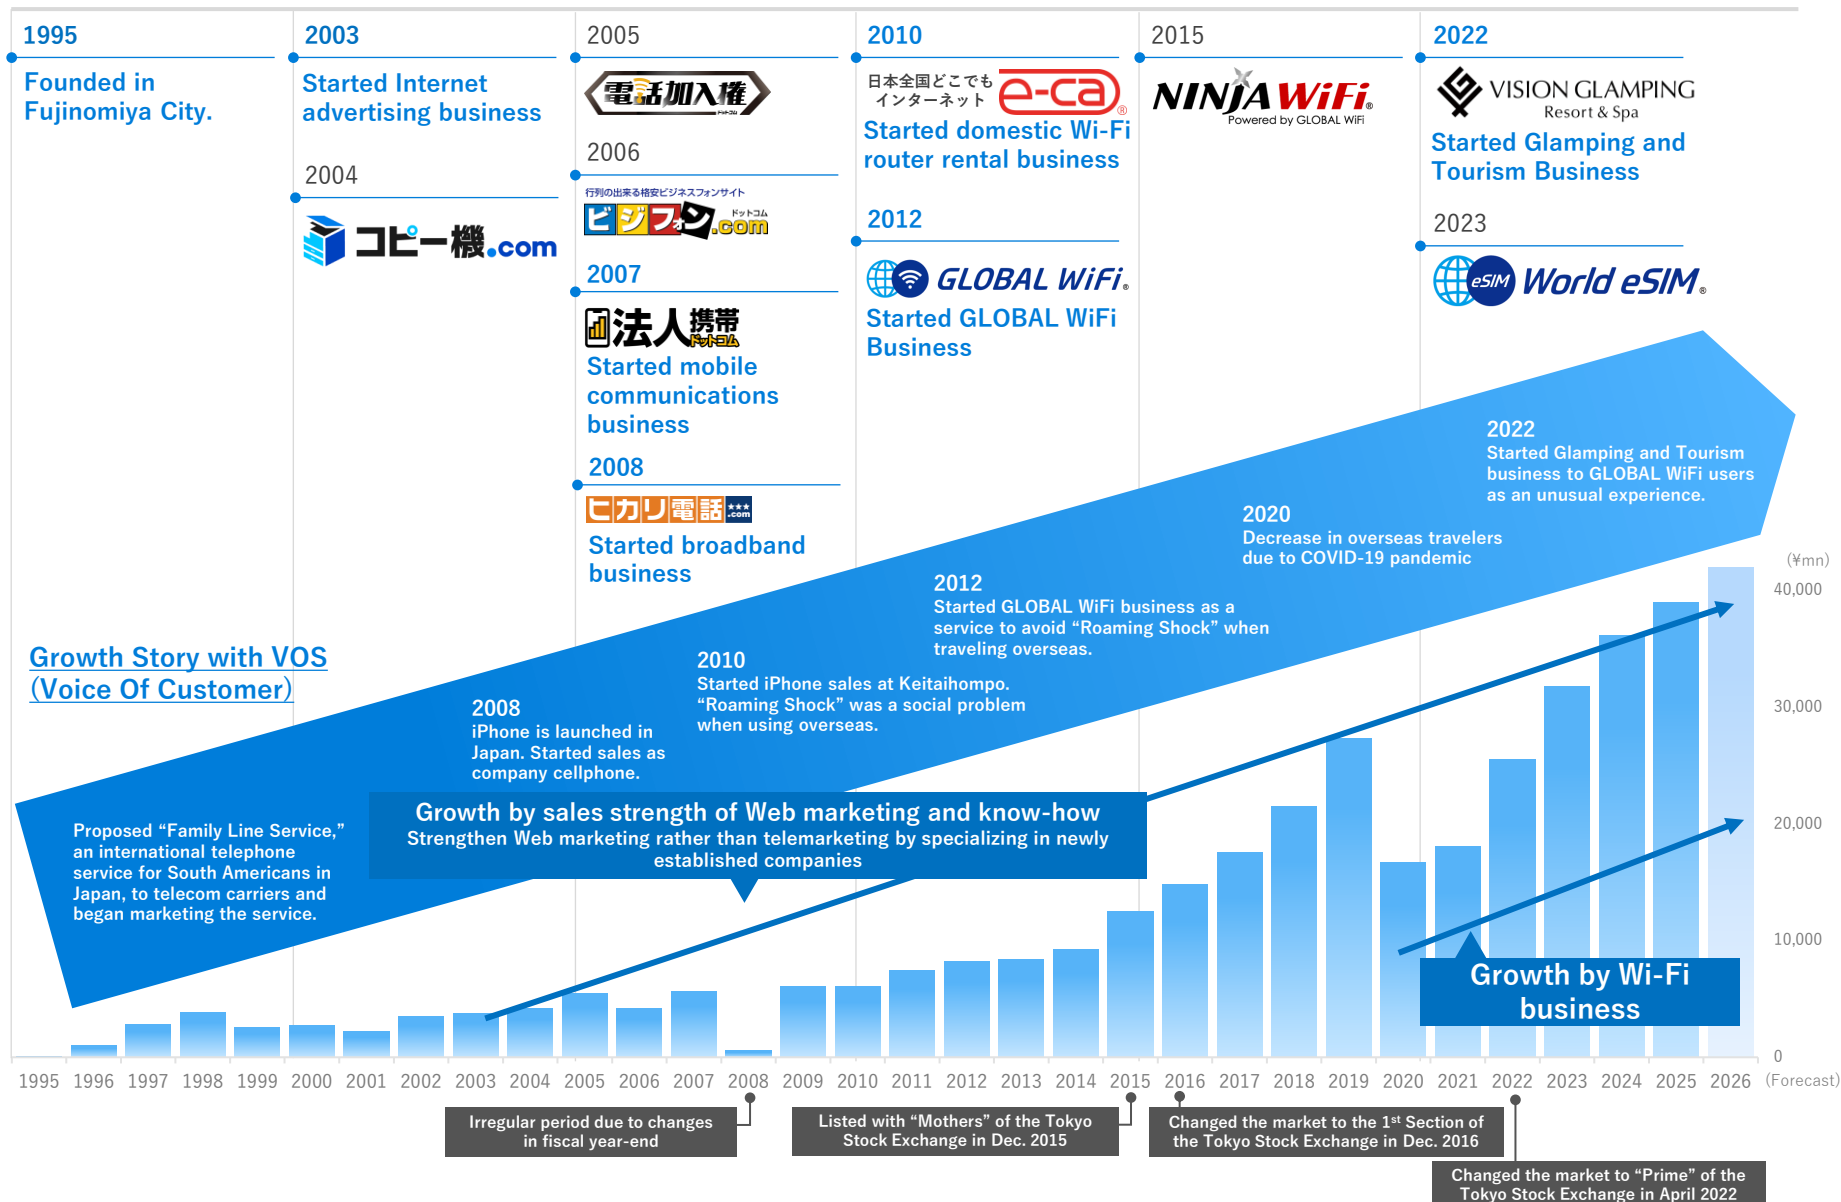 1995
Founded in
Fujinomiya City.
2003
Started Internet
advertising business
2004
コピー機.com
2005
電話加入権
ドットコム
2006
行列の出来る格安ビジネスフォンサイト
ビジフォン.com
ドットコム
2007
法人携帯
ドットコム
Started mobile
communications
business
2008
ヒカリ電話
★★★
.com
Started broadband
business
2010
日本全国どこでも
インターネット
e-ca®
Started domestic Wi-Fi
router rental business
2012
GLOBAL WiFi®
Started GLOBAL WiFi
Business
2015
NINJA WiFi®
Powered by GLOBAL WiFi
2022
VISION GLAMPING
Resort & Spa
Started Glamping and
Tourism Business
2023
eSIM
World eSIM®
Growth Story with VOS
(Voice Of Customer)
Proposed “Family Line Service,”
an international telephone
service for South Americans in
Japan, to telecom carriers and
began marketing the service.
2008
iPhone is launched in
Japan. Started sales as
company cellphone.
2010
Started iPhone sales at Keitaihompo.
“Roaming Shock” was a social problem
when using overseas.
2012
Started GLOBAL WiFi business as a
service to avoid “Roaming Shock” when
traveling overseas.
2020
Decrease in overseas travelers
due to COVID-19 pandemic
2022
Started Glamping and Tourism
business to GLOBAL WiFi users
as an unusual experience.
Growth by sales strength of Web marketing and know-how
Strengthen Web marketing rather than telemarketing by specializing in newly
established companies
Growth by Wi-Fi
business
(¥mn)
40,000
30,000
20,000
10,000
0
1995 1996 1997 1998 1999 2000 2001 2002 2003 2004 2005 2006 2007 2008 2009 2010 2011 2012 2013 2014 2015 2016 2017 2018 2019 2020 2021 2022 2023 2024 2025 2026 (Forecast)
Irregular period due to changes
in fiscal year-end
Listed with “Mothers” of the Tokyo
Stock Exchange in Dec. 2015
Changed the market to the 1st Section of
the Tokyo Stock Exchange in Dec. 2016
Changed the market to “Prime” of the
Tokyo Stock Exchange in April 2022